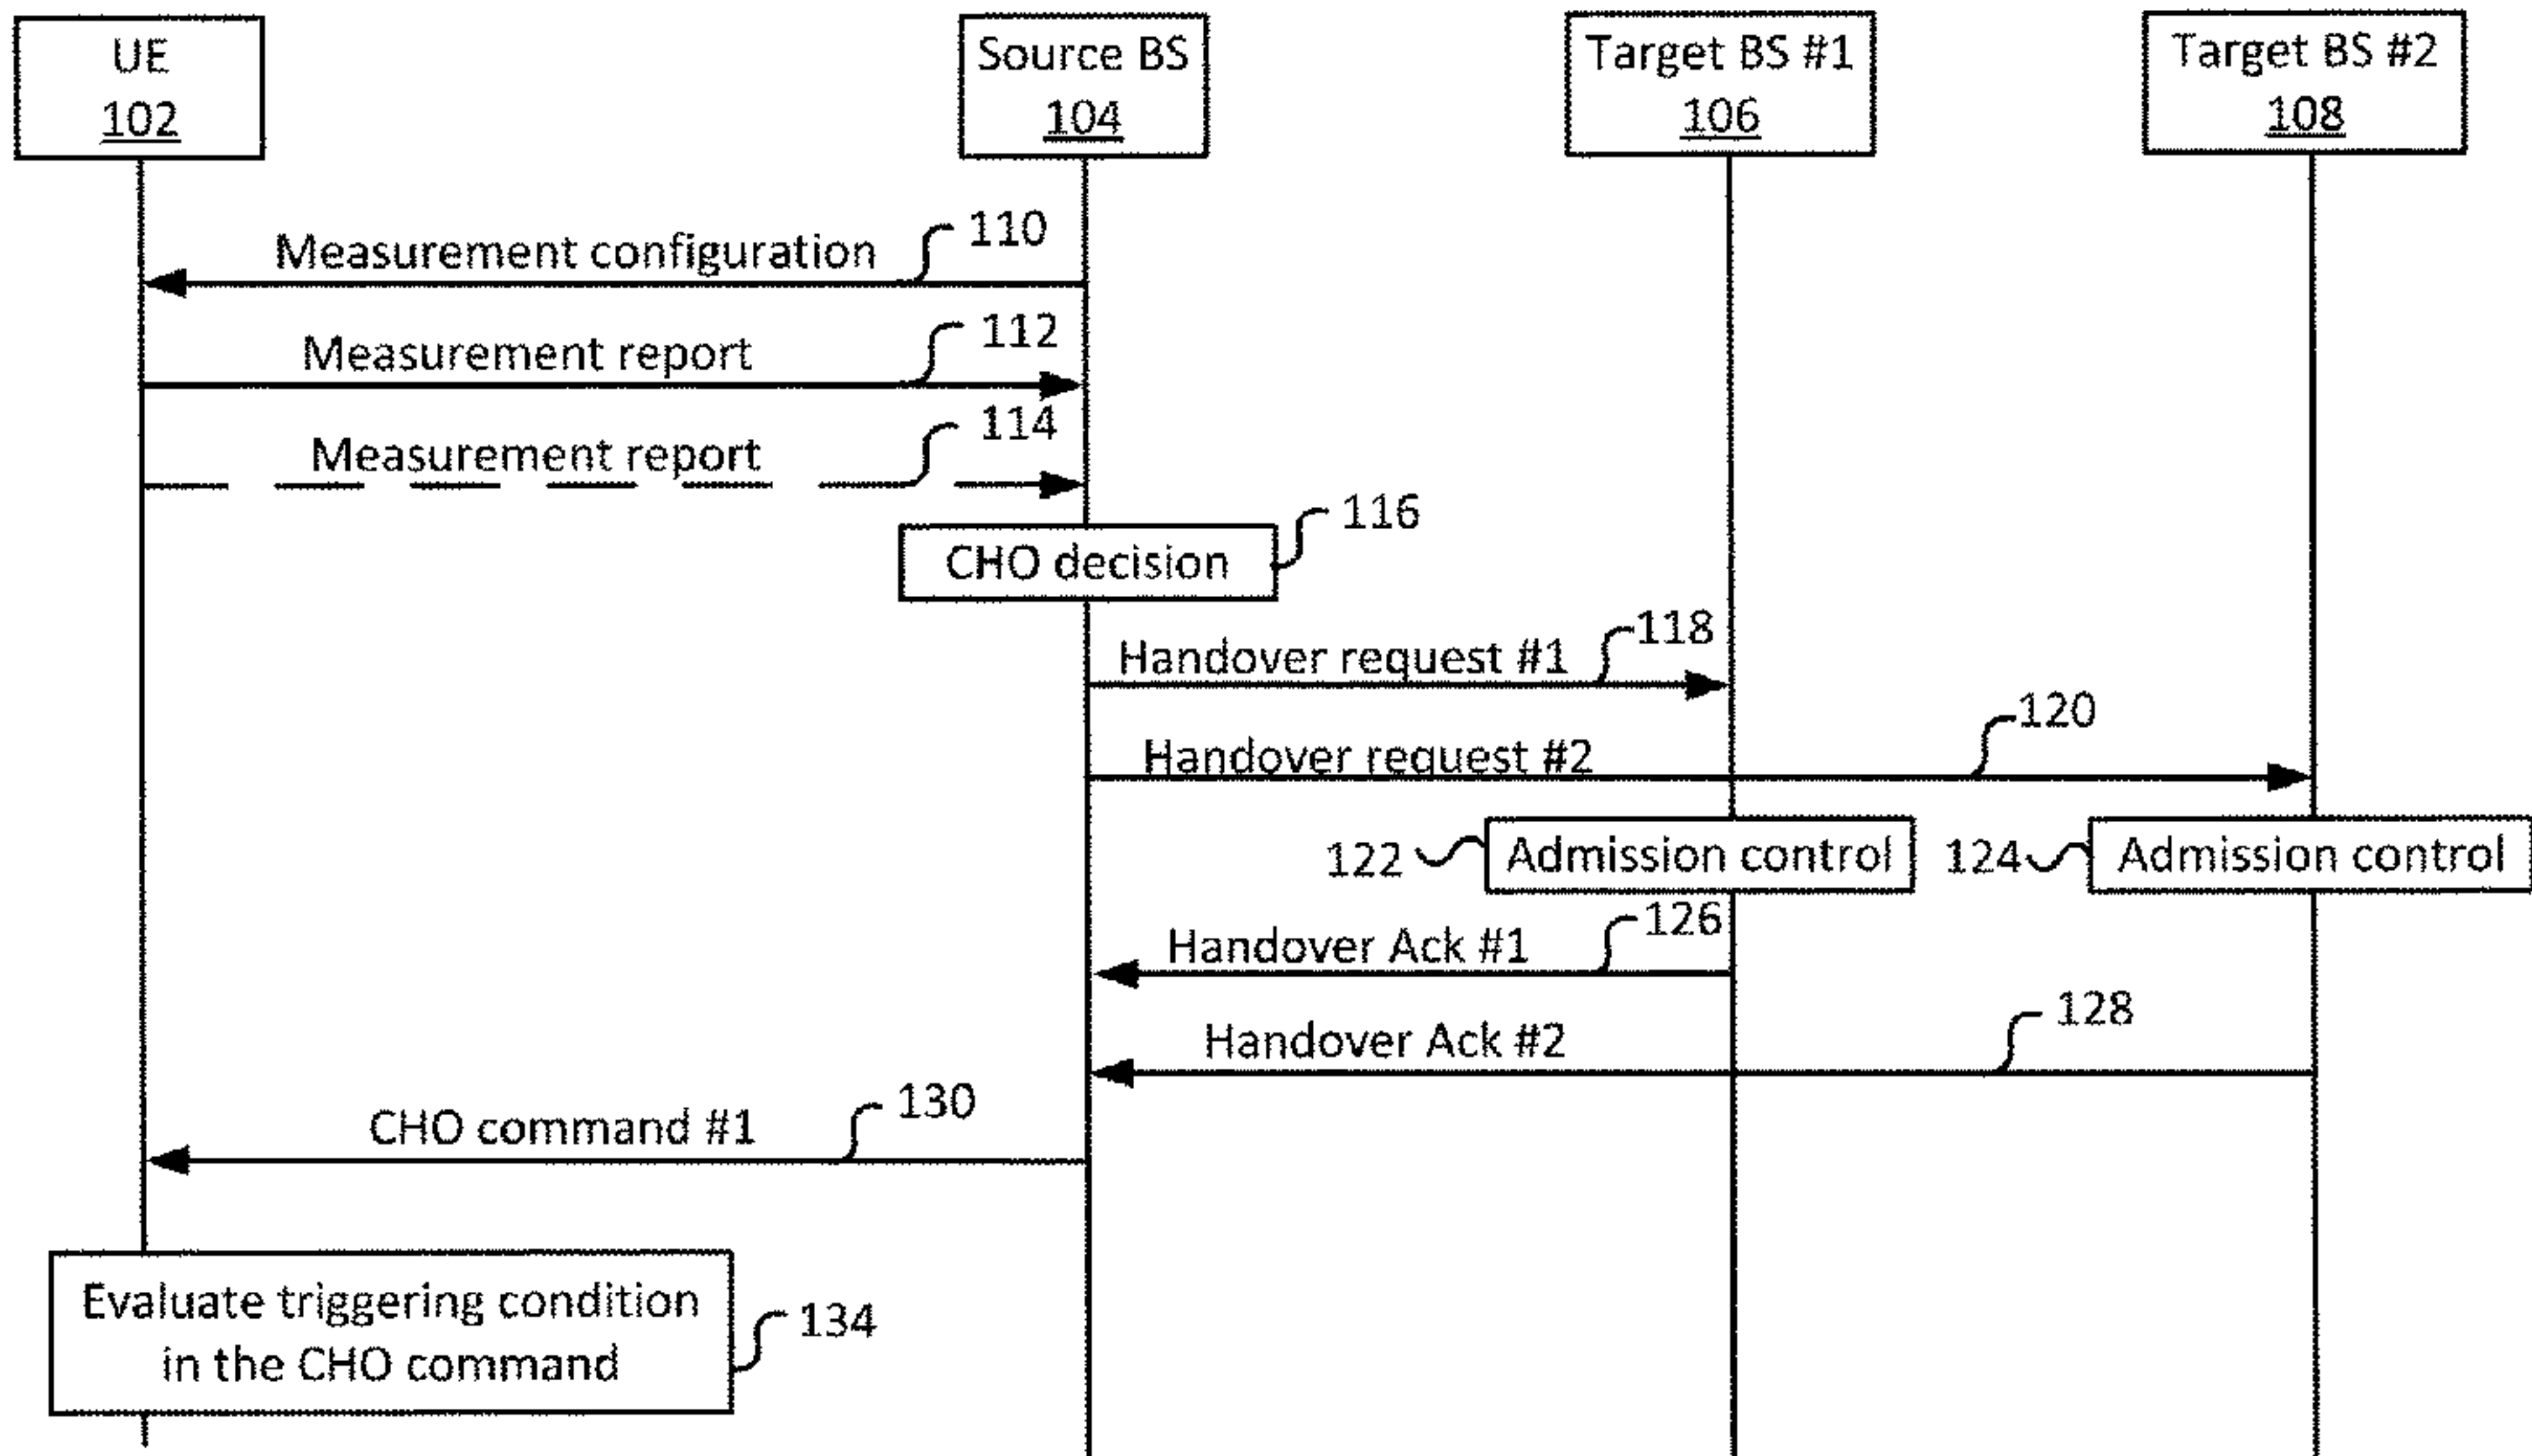 UE
102
Source BS
104
Target BS #1
106
Target BS #2
108
110
Measurement configuration
112
Measurement report
114
Measurement report
116
CHO decision
118
Handover request #1
120
Handover request #2
122
Admission control
124
Admission control
126
Handover Ack #1
128
Handover Ack #2
130
CHO command #1
Evaluate triggering condition
in the CHO command
134